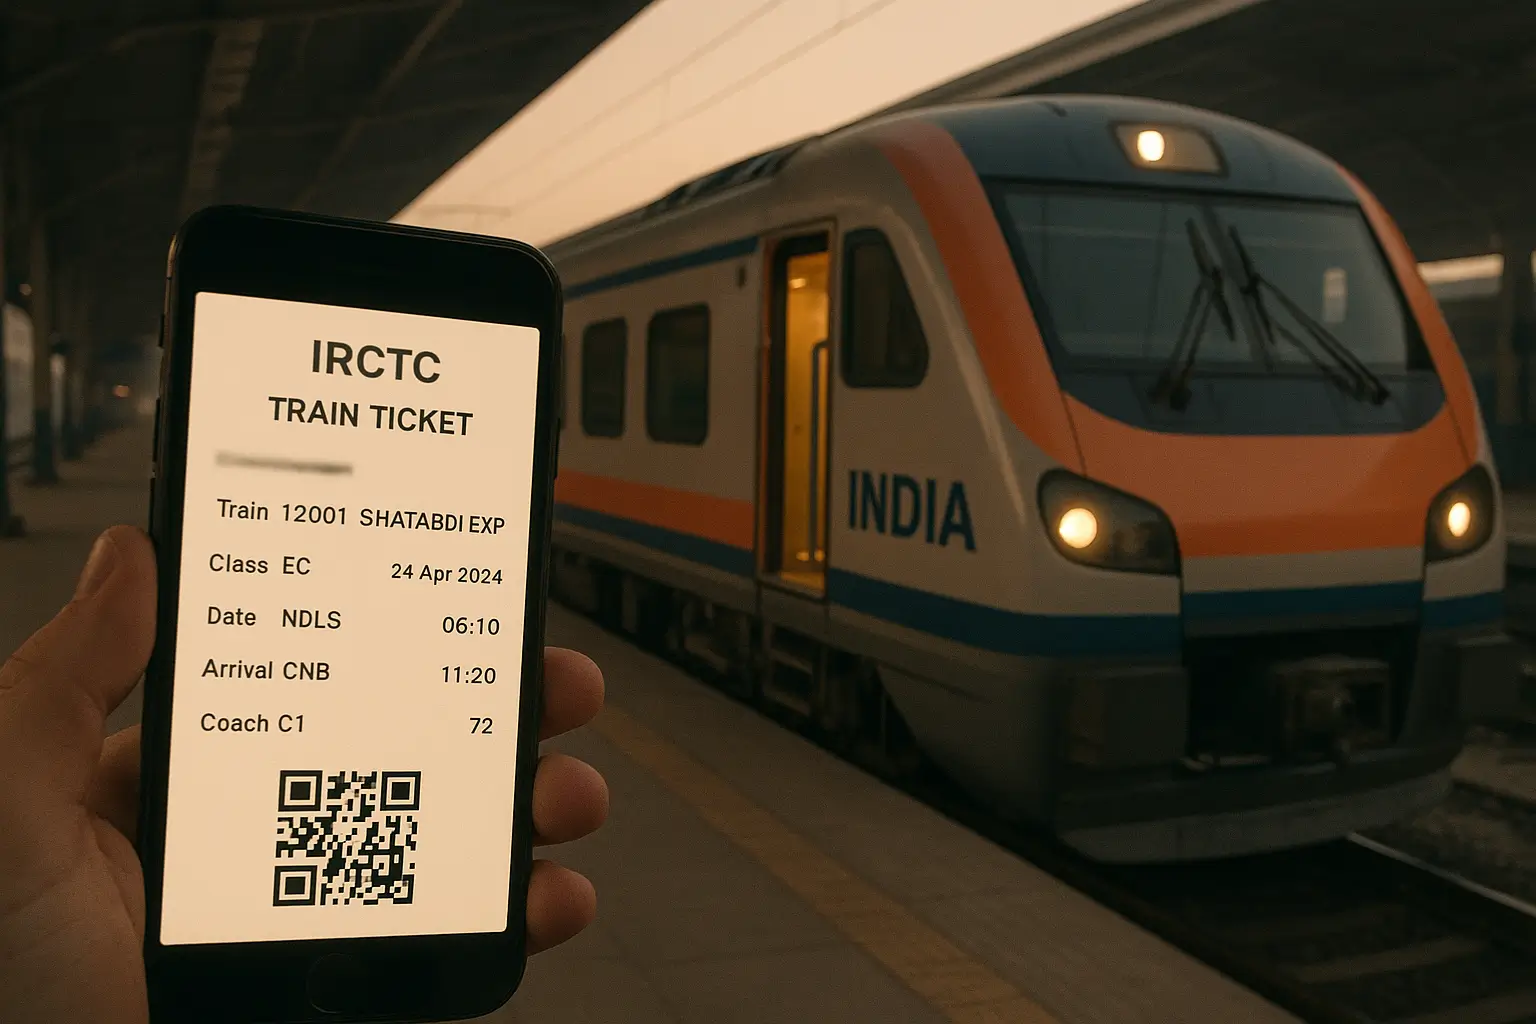 IRCTC
TRAIN TICKET
Train 12001 SHATABDI EXP
Class EC 24 Apr 2024
Date NDLS 06:10
Arrival CNB 11:20
Coach C1 72
INDIA